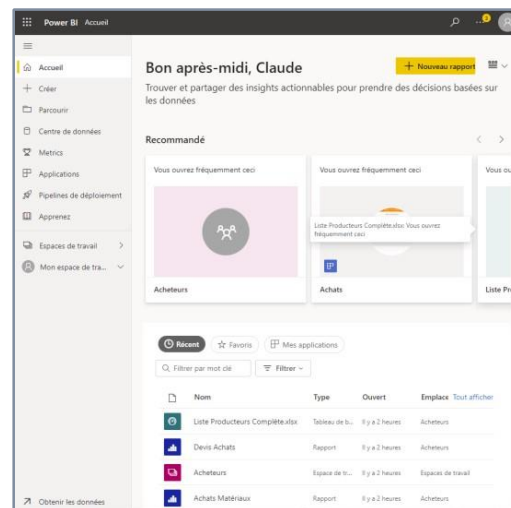 Power BI Accueil
Accueil
Créer
Parcourir
Centre de données
Metrics
Applications
Pipelines de déploiement
Apprenez
Espaces de travail
Mon espace de tra...
Obtenir les données
Bon après-midi, Claude
Nouveau rapport
Trouver et partager des insights actionnables pour prendre des décisions basées sur
les données
Recommandé
Vous ouvrez fréquemment ceci
Acheteurs
Vous ouvrez fréquemment ceci
Liste Producteurs Complète.xlsx Vous ouvrez
fréquemment ceci
Achats
Vous ou
Liste Pr
Récent Favoris Mes applications
Filtrer par mot clé Filtrer
Nom Type Ouvert Emplace Tout afficher
Liste Producteurs Complète.xlsx Tableau de b... Il y a 2 heures Acheteurs
Devis Achats Rapport Il y a 2 heures Acheteurs
Acheteurs Espace de tr... Il y a 2 heures Espaces de travail
Achats Matériaux Rapport Il y a 2 heures Acheteurs